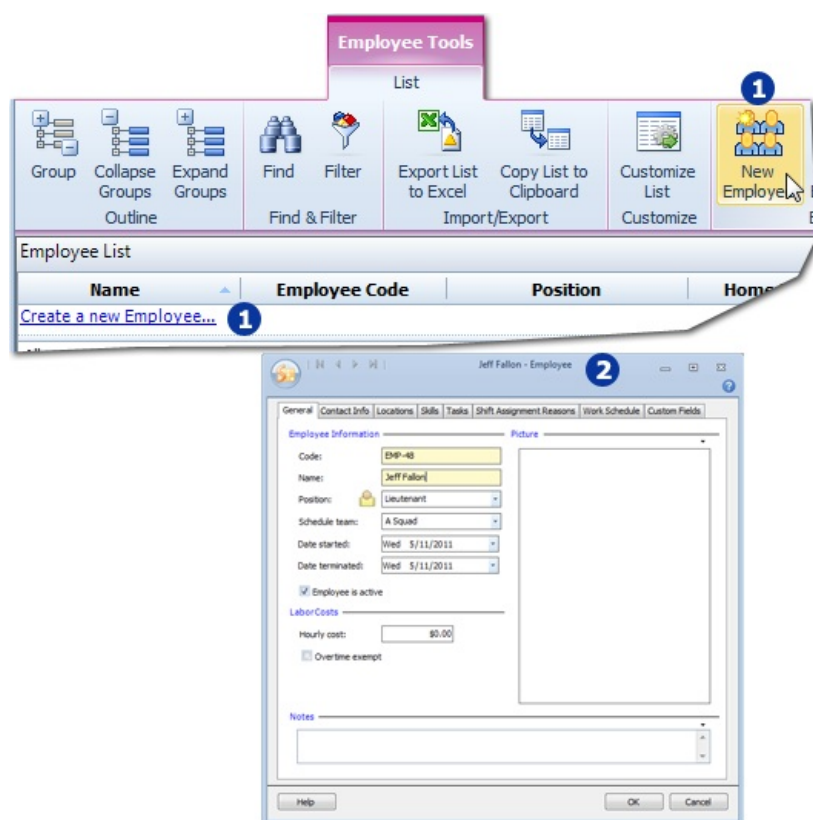 Employee Tools
List
1
Group
Collapse Groups
Expand Groups
Find
Filter
Export List to Excel
Copy List to Clipboard
Customize List
New Employee
Outline
Find & Filter
Import/Export
Customize
Employee List
Name
Employee Code
Position
Home
Create a new Employee...
1
Jeff Fallon - Employee
2
General
Contact Info
Locations
Skills
Tasks
Shift Assignment Reasons
Work Schedule
Custom Fields
Employee Information
Picture
Code: EMP-48
Name: Jeff Fallon
Position: Lieutenant
Schedule team: A Squad
Date started: Wed 5/11/2011
Date terminated: Wed 5/11/2011
Employee is active
Labor Costs
Hourly cost: $0.00
Overtime exempt
Notes
Help
OK
Cancel